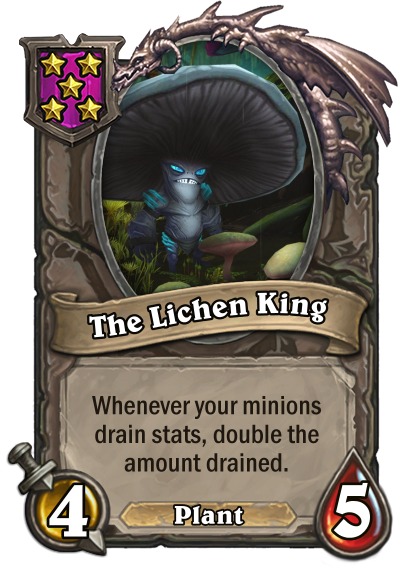 The Lichen King
Whenever your minions
drain stats, double the
amount drained.
4
Plant
5